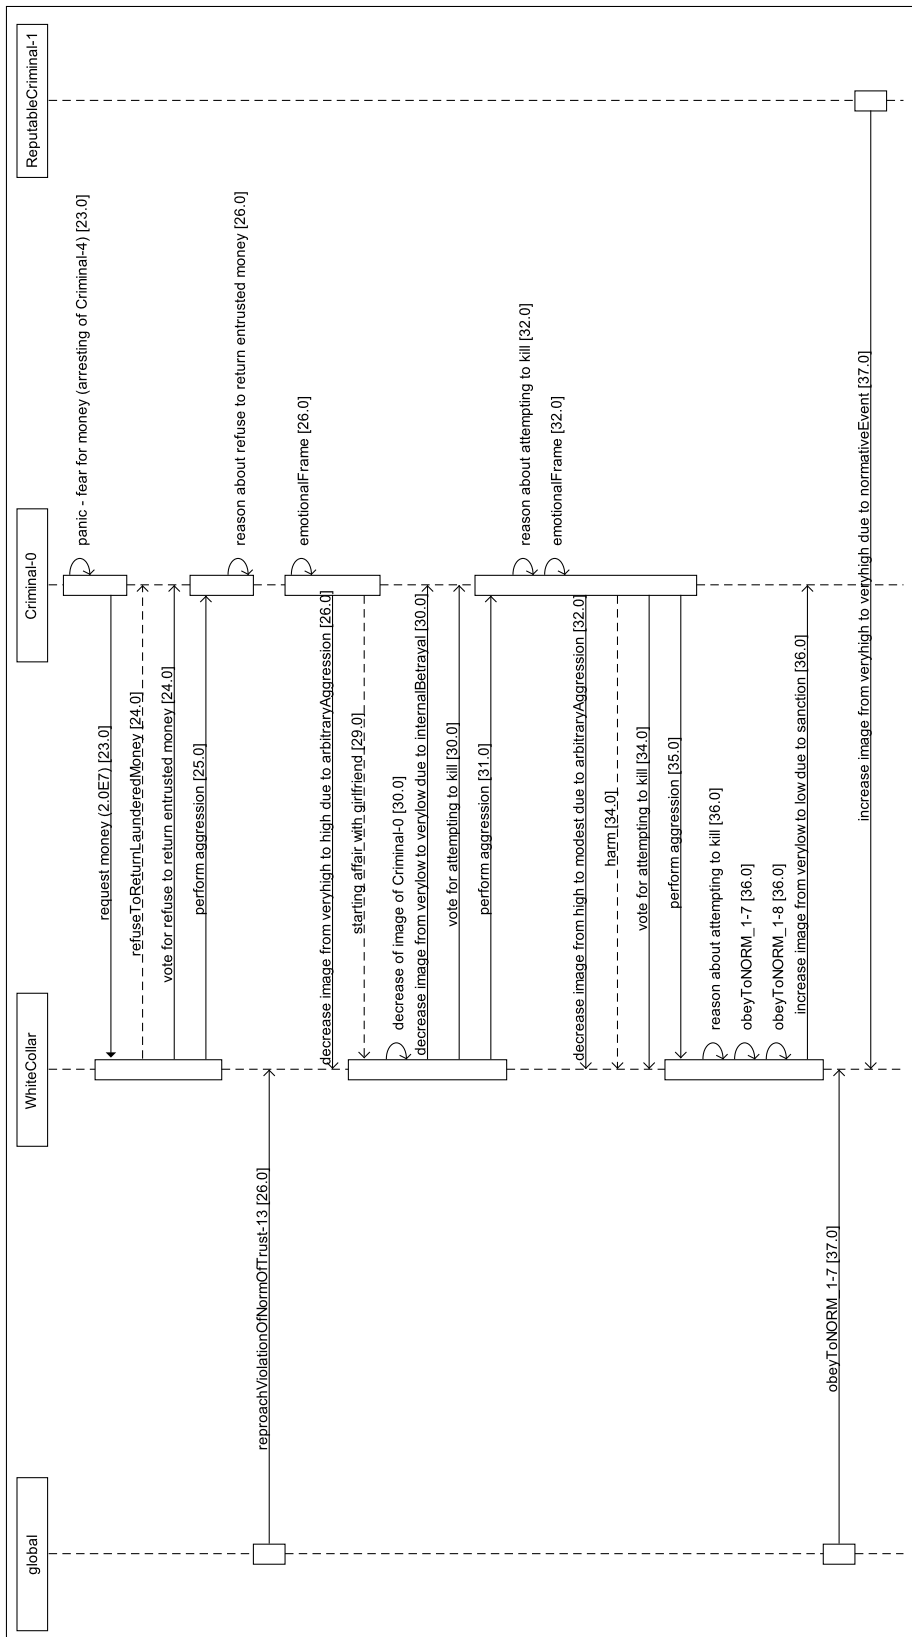 global
WhiteCollar
Criminal-0
ReputableCriminal-1
panic - fear for money (arresting of Criminal-4) [23.0]
request money (2.0E7) [23.0]
refuseToReturnLaunderedMoney [24.0]
vote for refuse to return entrusted money [24.0]
perform aggression [25.0]
reason about refuse to return entrusted money [26.0]
reproachViolationOfNormOfTrust-13 [26.0]
emotionalFrame [26.0]
decrease image from veryhigh to high due to arbitraryAggression [26.0]
starting affair with girlfriend [29.0]
decrease of image of Criminal-0 [30.0]
decrease image from verylow to verylow due to internalBetrayal [30.0]
vote for attempting to kill [30.0]
perform aggression [31.0]
reason about attempting to kill [32.0]
emotionalFrame [32.0]
decrease image from high to modest due to arbitraryAggression [32.0]
harm [34.0]
vote for attempting to kill [34.0]
perform aggression [35.0]
reason about attempting to kill [36.0]
obeyToNORM_1-7 [36.0]
obeyToNORM_1-8 [36.0]
increase image from verylow to low due to sanction [36.0]
obeyToNORM_1-7 [37.0]
increase image from veryhigh to veryhigh due to normativeEvent [37.0]